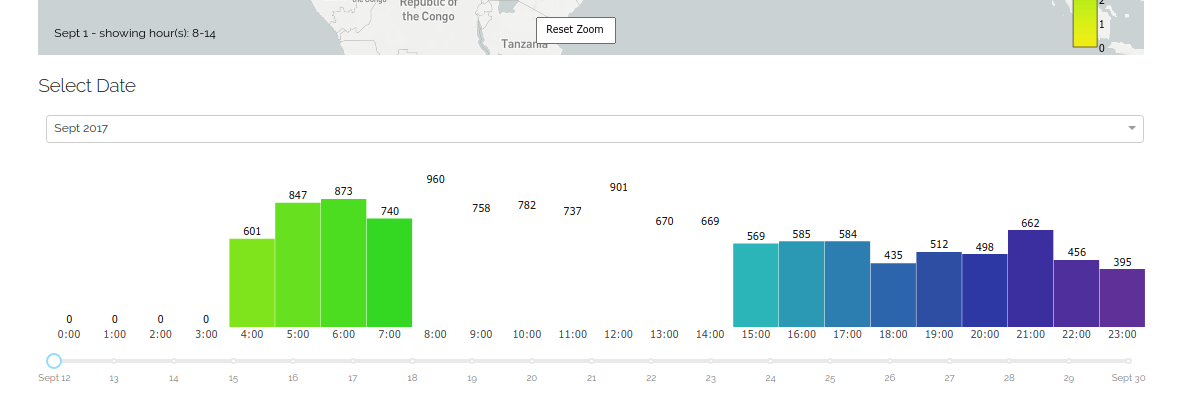 the Congo
Republic of
the Congo
2
1
0
Sept 1 - showing hour(s): 8-14
Reset Zoom
Tanzania
Select Date
Sept 2017
601 847 873 740 960 758 782 737 901 670 669 569 585 584 435 512 498 662 456 395
0 0 0 0
0:00 1:00 2:00 3:00 4:00 5:00 6:00 7:00 8:00 9:00 10:00 11:00 12:00 13:00 14:00 15:00 16:00 17:00 18:00 19:00 20:00 21:00 22:00 23:00
Sept 12 13 14 15 16 17 18 19 20 21 22 23 24 25 26 27 28 29 Sept 30